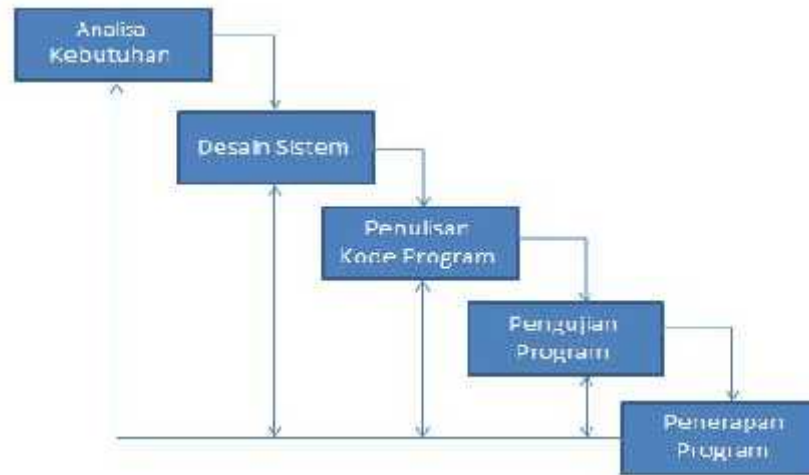 Analisa
Kebutuhan
Desain Sistem
Penulisan
Kode Program
Pengujian
Program
Penerapan
Program